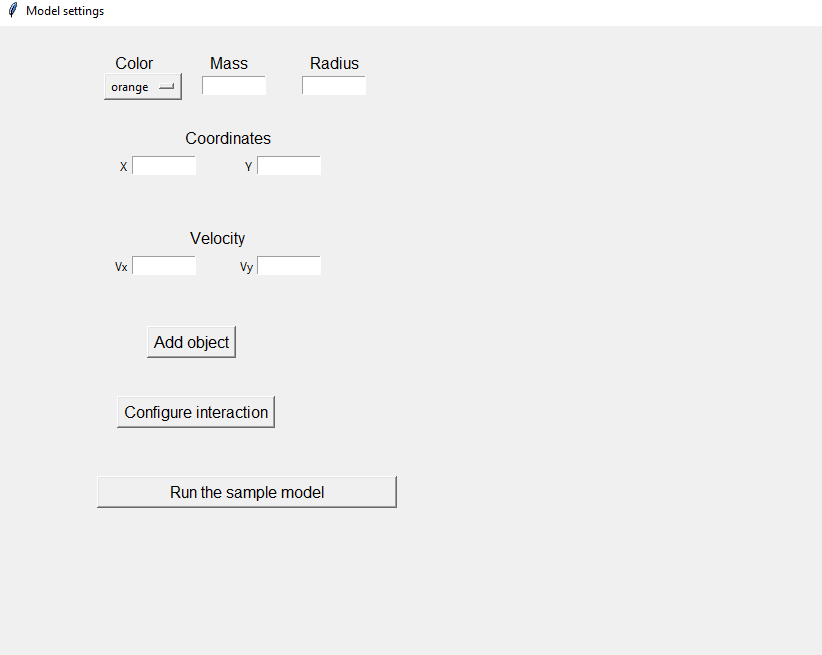 Model settings
Color Mass Radius
orange
Coordinates
X Y
Velocity
Vx Vy
Add object
Configure interaction
Run the sample model